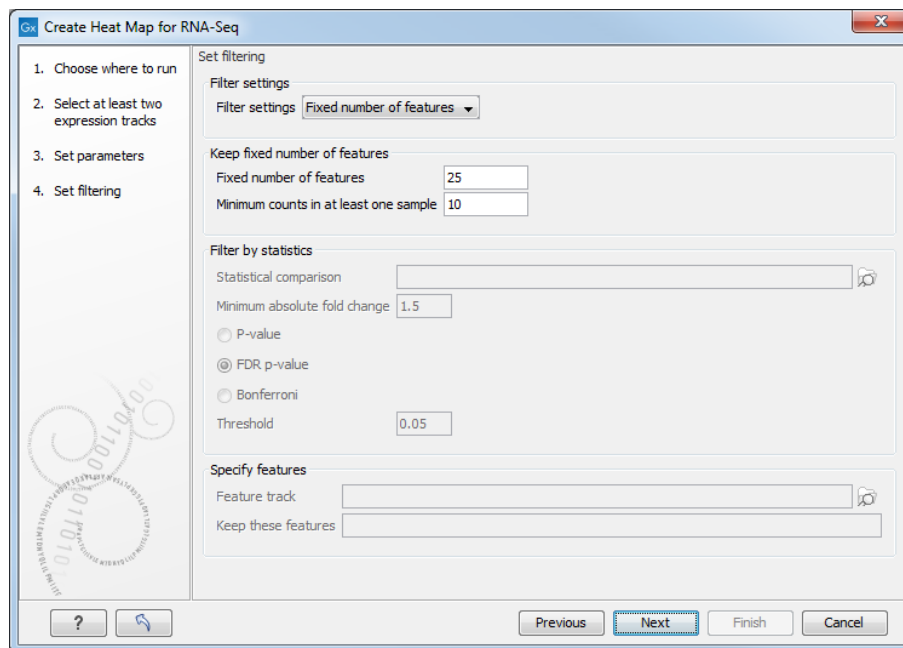 Gx Create Heat Map for RNA-Seq
1. Choose where to run
2. Select at least two
expression tracks
3. Set parameters
4. Set filtering
Set filtering
Filter settings
Filter settings Fixed number of features
Keep fixed number of features
Fixed number of features 25
Minimum counts in at least one sample 10
Filter by statistics
Statistical comparison
Minimum absolute fold change 1.5
P-value
FDR p-value
Bonferroni
Threshold 0.05
Specify features
Feature track
Keep these features
? Previous Next Finish Cancel